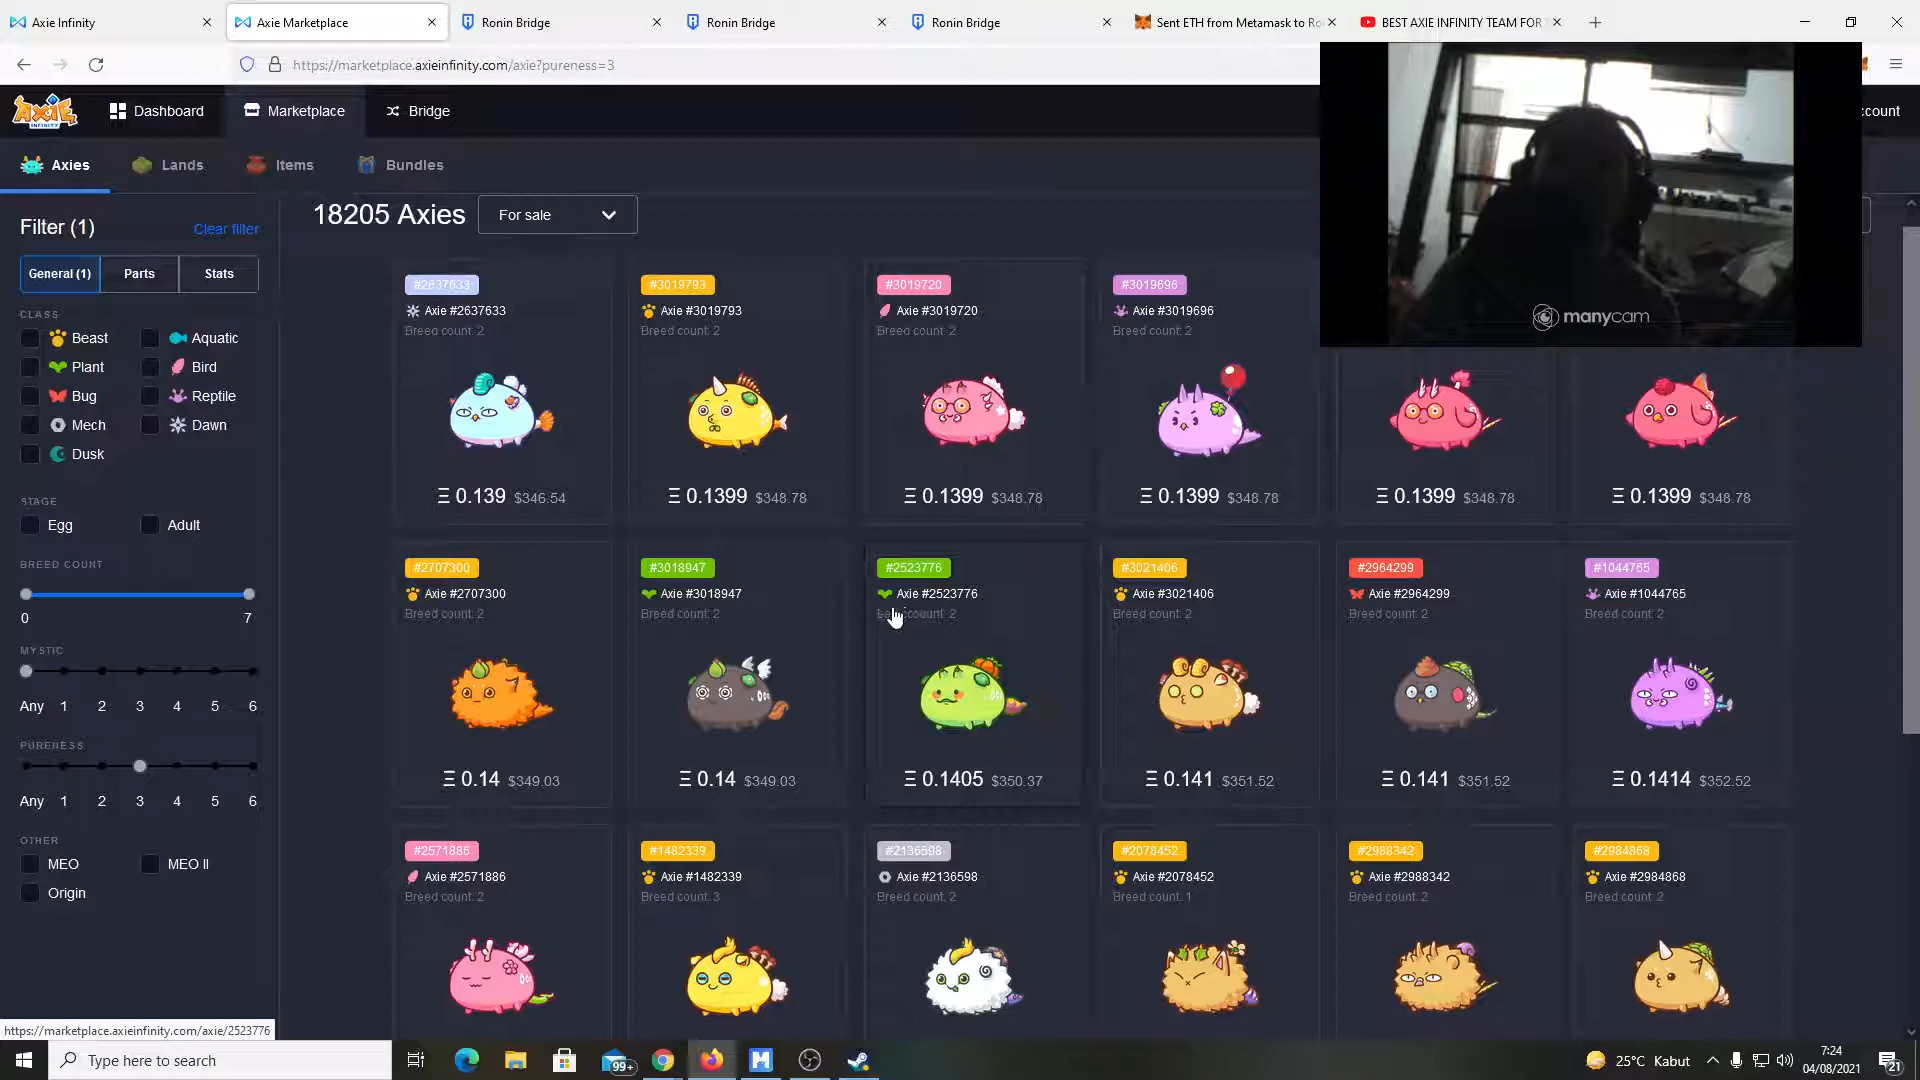 Axie Infinity
Axie Marketplace
Ronin Bridge
Ronin Bridge
Ronin Bridge
Sent ETH from Metamask to Ro
BEST AXIE INFINITY TEAM FOR
https://marketplace.axieinfinity.com/axie?pureness=3
AXIE
INFINITY
Dashboard
Marketplace
Bridge
ccount
Axies
Lands
Items
Bundles
Filter (1)
Clear filter
18205 Axies
For sale
General (1)
Parts
Stats
CLASS
Beast
Aquatic
Plant
Bird
Bug
Reptile
Mech
Dawn
Dusk
STAGE
Egg
Adult
BREED COUNT
0
7
MYSTIC
Any 1 2 3 4 5 6
PURENESS
Any 1 2 3 4 5 6
OTHER
MEO
MEO II
Origin
#2637633
Axie #2637633
Breed count: 2
Ξ 0.139 $346.54
#3019793
Axie #3019793
Breed count: 2
Ξ 0.1399 $348.78
#3019720
Axie #3019720
Breed count: 2
Ξ 0.1399 $348.78
#3019696
Axie #3019696
Breed count: 2
Ξ 0.1399 $348.78
Ξ 0.1399 $348.78
Ξ 0.1399 $348.78
manycam
#2707300
Axie #2707300
Breed count: 2
Ξ 0.14 $349.03
#3018947
Axie #3018947
Breed count: 2
Ξ 0.14 $349.03
#2523776
Axie #2523776
count: 2
Ξ 0.1405 $350.37
#3021406
Axie #3021406
Breed count: 2
Ξ 0.141 $351.52
#2964299
Axie #2964299
Breed count: 2
Ξ 0.141 $351.52
#1044765
Axie #1044765
Breed count: 2
Ξ 0.1414 $352.52
#2571886
Axie #2571886
Breed count: 2
#1482339
Axie #1482339
Breed count: 3
#2136598
Axie #2136598
Breed count: 2
#2078452
Axie #2078452
Breed count: 1
#2988342
Axie #2988342
Breed count: 2
#2984868
Axie #2984868
Breed count: 2
https://marketplace.axieinfinity.com/axie/2523776
Type here to search
99+
25°C Kabut
7:24
04/08/2021
21